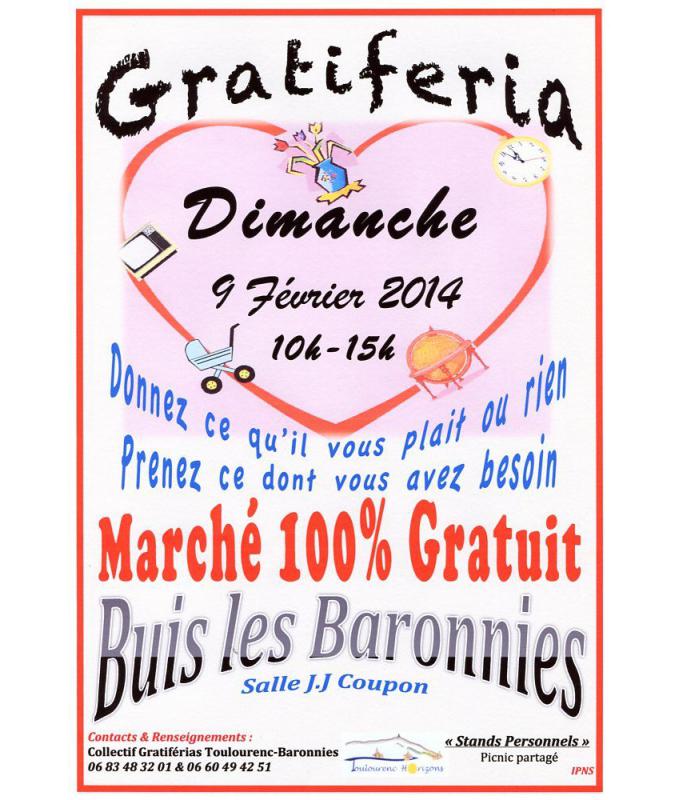 Gratiferia
Dimanche
9 Février 2014
10h-15h
Donnez ce qu'il vous plait ou rien
Prenez ce dont vous avez besoin
Marché 100% Gratuit
Buis les Baronnies
Salle J.J Coupon
Contacts & Renseignements :
Collectif Gratiférias Toulourenc-Baronnies
06 83 48 32 01 & 06 60 49 42 51
Toulourenc Horizons
« Stands Personnels »
Picnic partagé
IPNS